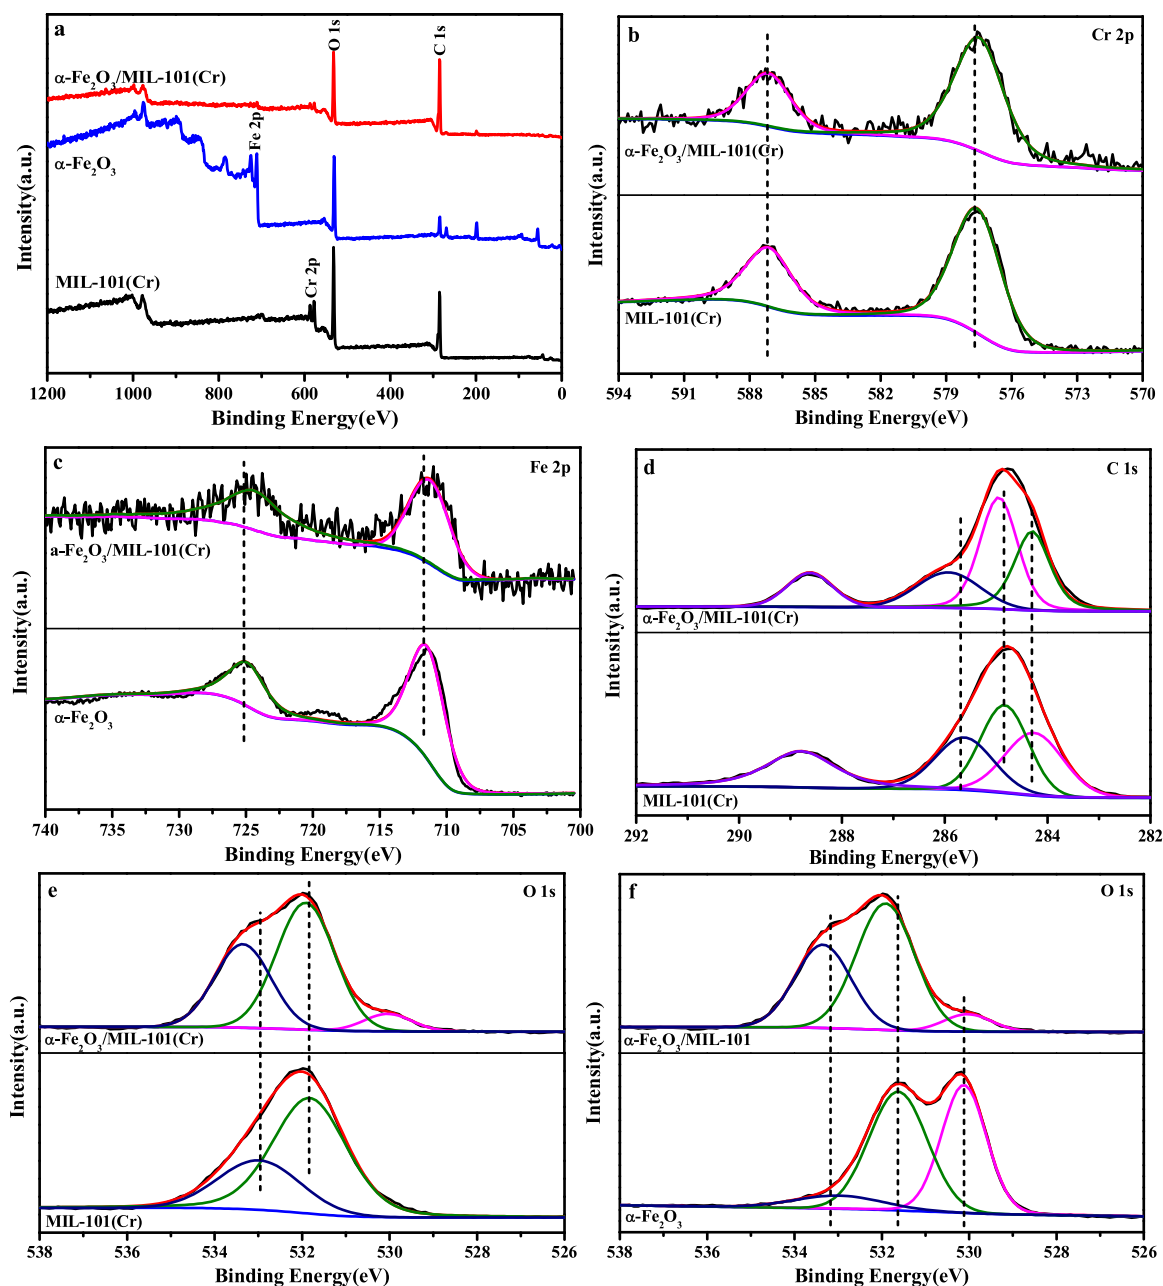 a
O 1s
C 1s
α-Fe2O3/MIL-101(Cr)
Fe 2p
α-Fe2O3
Cr 2p
MIL-101(Cr)
Intensity(a.u.)
1200 1000 800 600 400 200 0
Binding Energy(eV)
b
Cr 2p
α-Fe2O3/MIL-101(Cr)
MIL-101(Cr)
Intensity(a.u.)
594 591 588 585 582 579 576 573 570
Binding Energy(eV)
c
Fe 2p
a-Fe2O3/MIL-101(Cr)
α-Fe2O3
Intensity(a.u.)
740 735 730 725 720 715 710 705 700
Binding Energy(eV)
d
C 1s
α-Fe2O3/MIL-101(Cr)
MIL-101(Cr)
Intensity(a.u.)
292 290 288 286 284 282
Binding Energy(eV)
e
O 1s
α-Fe2O3/MIL-101(Cr)
MIL-101(Cr)
Intensity(a.u.)
538 536 534 532 530 528 526
Binding Energy(eV)
f
O 1s
α-Fe2O3/MIL-101
α-Fe2O3
Intensity(a.u.)
538 536 534 532 530 528 526
Binding Energy(eV)